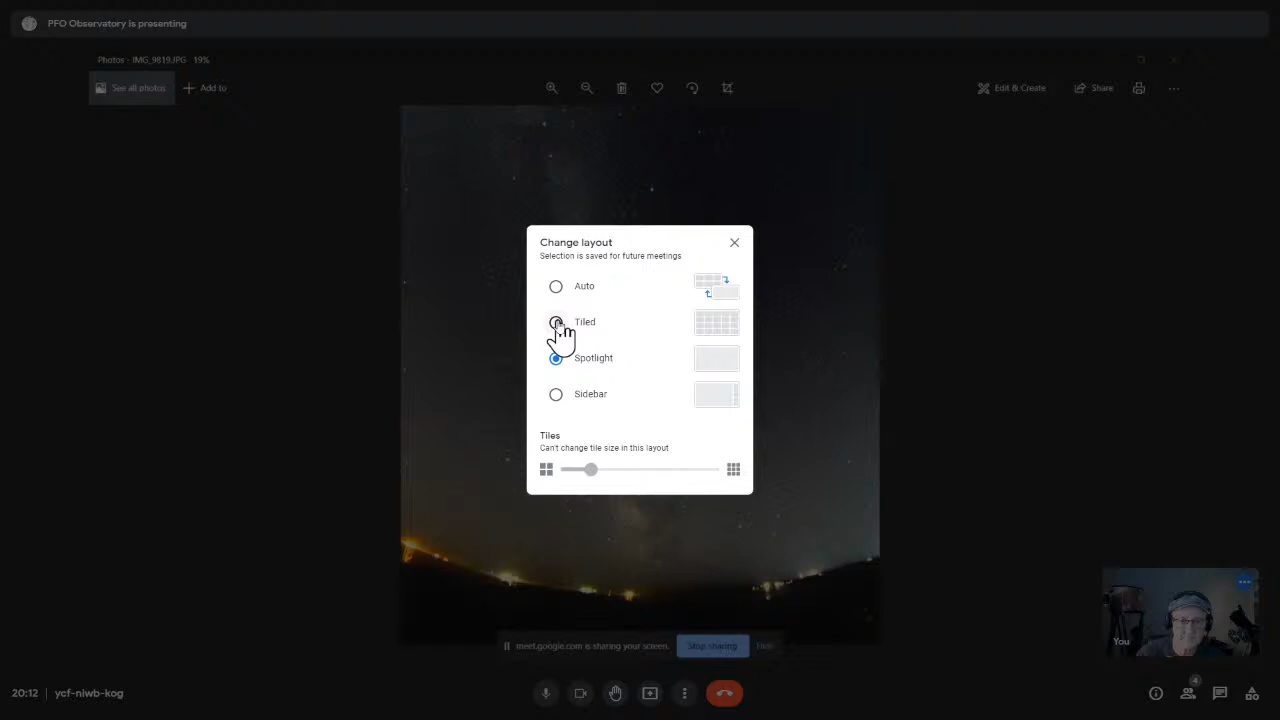 PFO Observatory is presenting
Photos - IMG_9819.JPG 19%
See all photos
Add to
Edit & Create
Share
Change layout
Selection is saved for future meetings
Auto
Tiled
Spotlight
Sidebar
Tiles
Can't change tile size in this layout
You
meet.google.com is sharing your screen.
Stop sharing
Hide
4
20:12 | ycf-niwb-kog